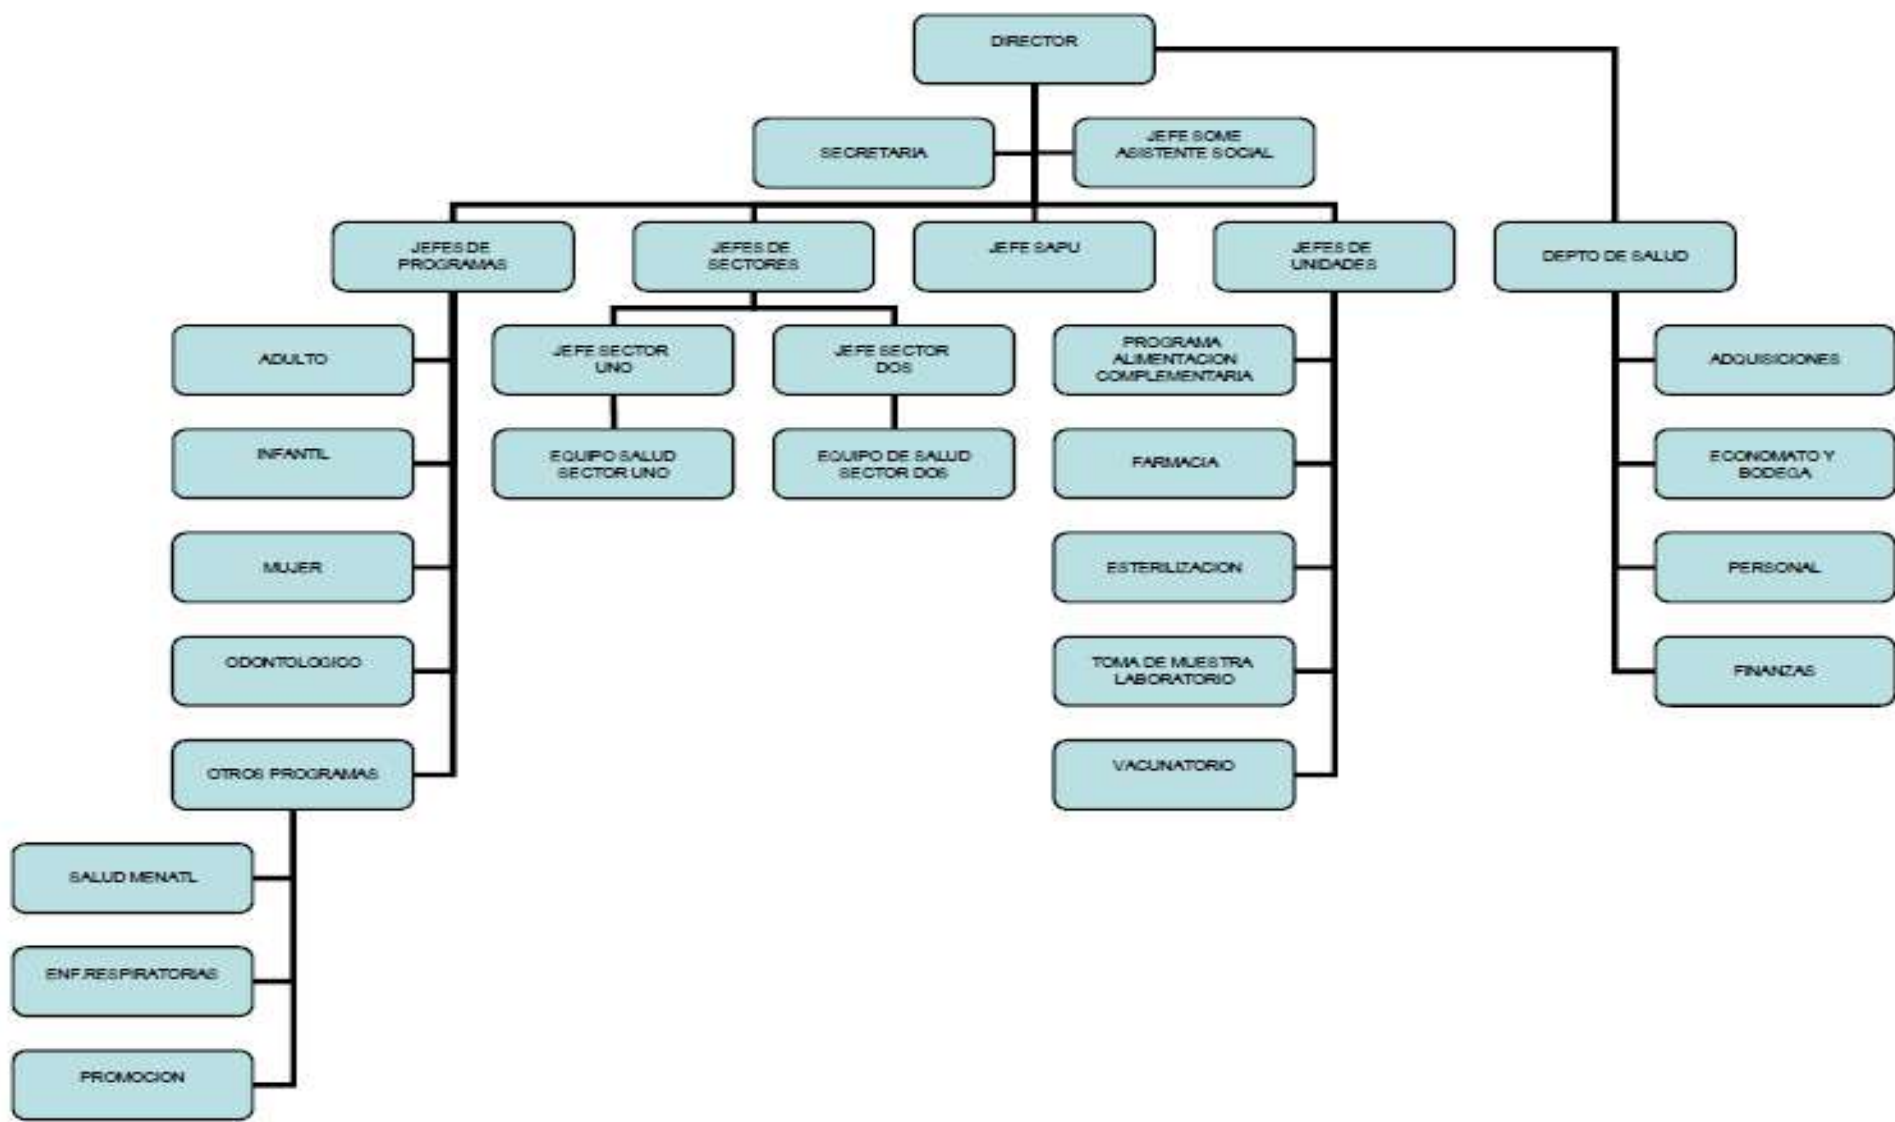 DIRECTOR
SECRETARIA
JEFE SOME
ASISTENTE SOCIAL
JEFES DE
PROGRAMAS
JEFES DE
SECTORES
JEFE SAPU
JEFES DE
UNIDADES
DEPTO DE SALUD
ADULTO
INFANTIL
MUJER
ODONTOLOGICO
OTROS PROGRAMAS
SALUD MENATL
ENF.RESPIRATORIAS
PROMOCION
JEFE SECTOR
UNO
EQUIPO SALUD
SECTOR UNO
JEFE SECTOR
DOS
EQUIPO DE SALUD
SECTOR DOS
PROGRAMA
ALIMENTACION
COMPLEMENTARIA
FARMACIA
ESTERILIZACION
TOMA DE MUESTRA
LABORATORIO
VACUNATORIO
ADQUISICIONES
ECONOMATO Y
BODEGA
PERSONAL
FINANZAS